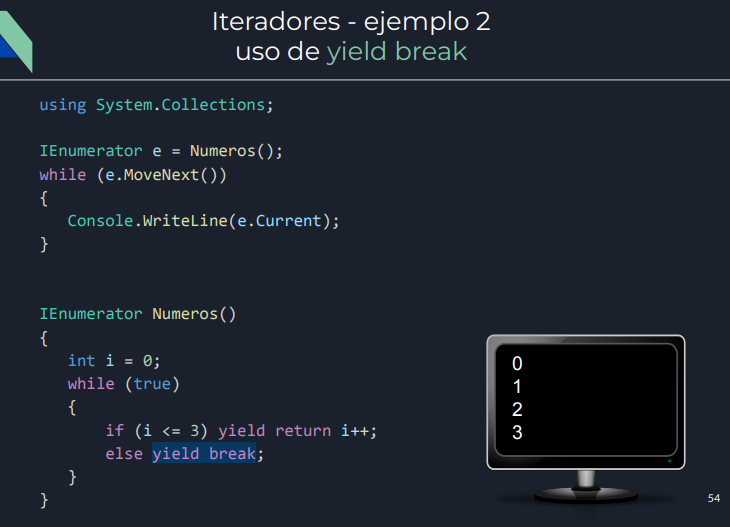 Iteradores - ejemplo 2
uso de yield break
using System.Collections;
IEnumerator e = Numeros();
while (e.MoveNext())
{
Console.WriteLine(e.Current);
}
IEnumerator Numeros()
{
int i = 0;
while (true)
{
if (i <= 3) yield return i++;
else yield break;
}
}
0
1
2
3
54